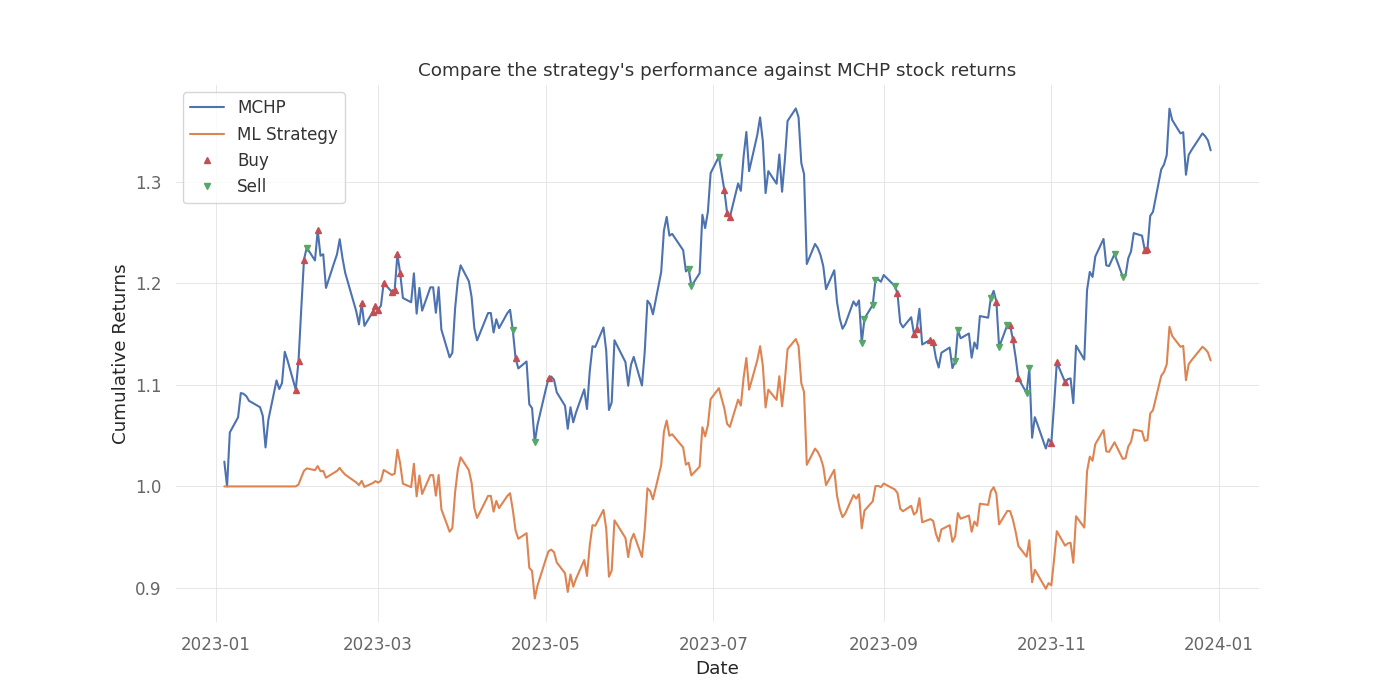 Compare the strategy's performance against MCHP stock returns
MCHP
ML Strategy
Buy
Sell
Cumulative Returns
1.3
1.2
1.1
1.0
0.9
2023-01
2023-03
2023-05
2023-07
2023-09
2023-11
2024-01
Date